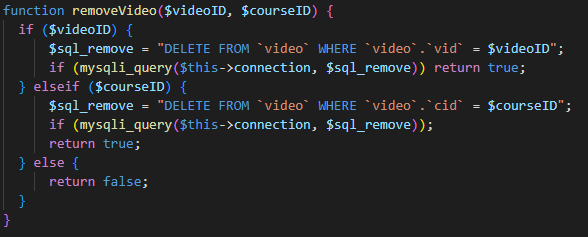 function removeVideo($videoID, $courseID) {
if ($videoID) {
$sql_remove = "DELETE FROM `video` WHERE `video`.`vid` = $videoID";
if (mysqli_query($this->connection, $sql_remove)) return true;
} elseif ($courseID) {
$sql_remove = "DELETE FROM `video` WHERE `video`.`cid` = $courseID";
if (mysqli_query($this->connection, $sql_remove));
return true;
} else {
return false;
}
}